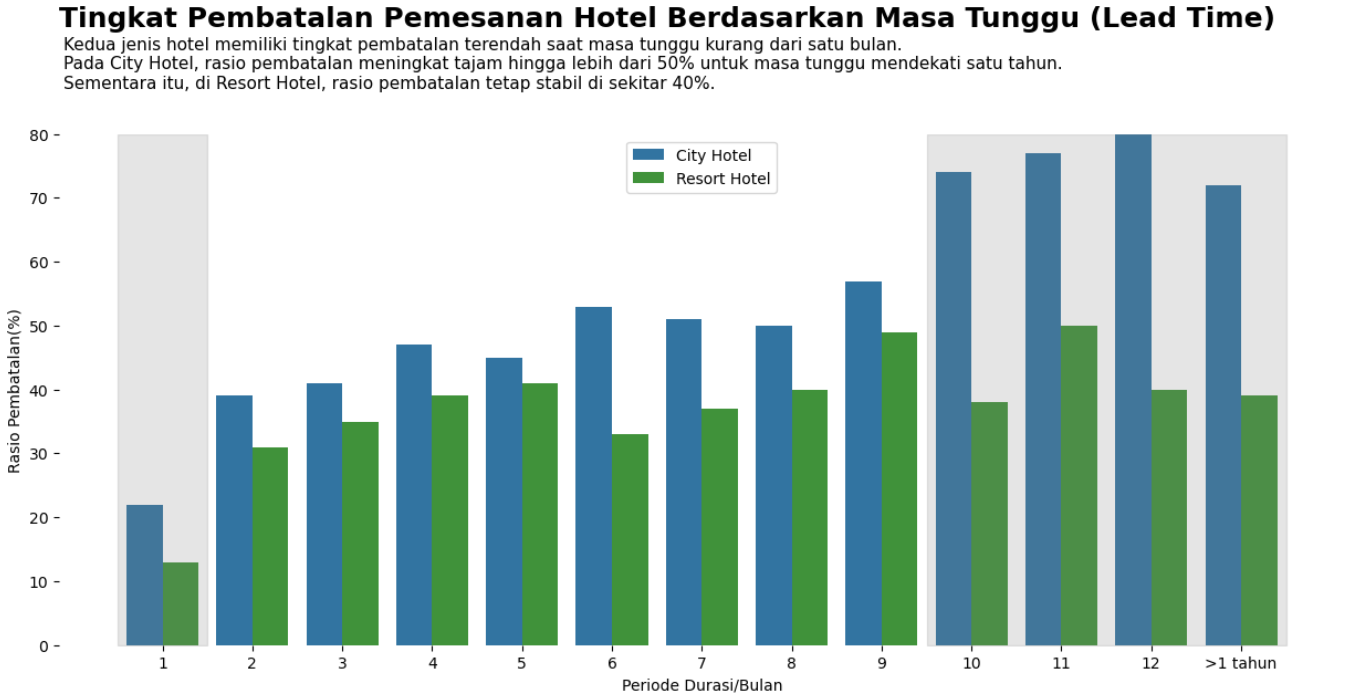 Tingkat Pembatalan Pemesanan Hotel Berdasarkan Masa Tunggu (Lead Time)
Kedua jenis hotel memiliki tingkat pembatalan terendah saat masa tunggu kurang dari satu bulan.
Pada City Hotel, rasio pembatalan meningkat tajam hingga lebih dari 50% untuk masa tunggu mendekati satu tahun.
Sementara itu, di Resort Hotel, rasio pembatalan tetap stabil di sekitar 40%.
City Hotel
Resort Hotel
Rasio Pembatalan(%)
80
70
60
50
40
30
20
10
0
1 2 3 4 5 6 7 8 9 10 11 12 >1 tahun
Periode Durasi/Bulan